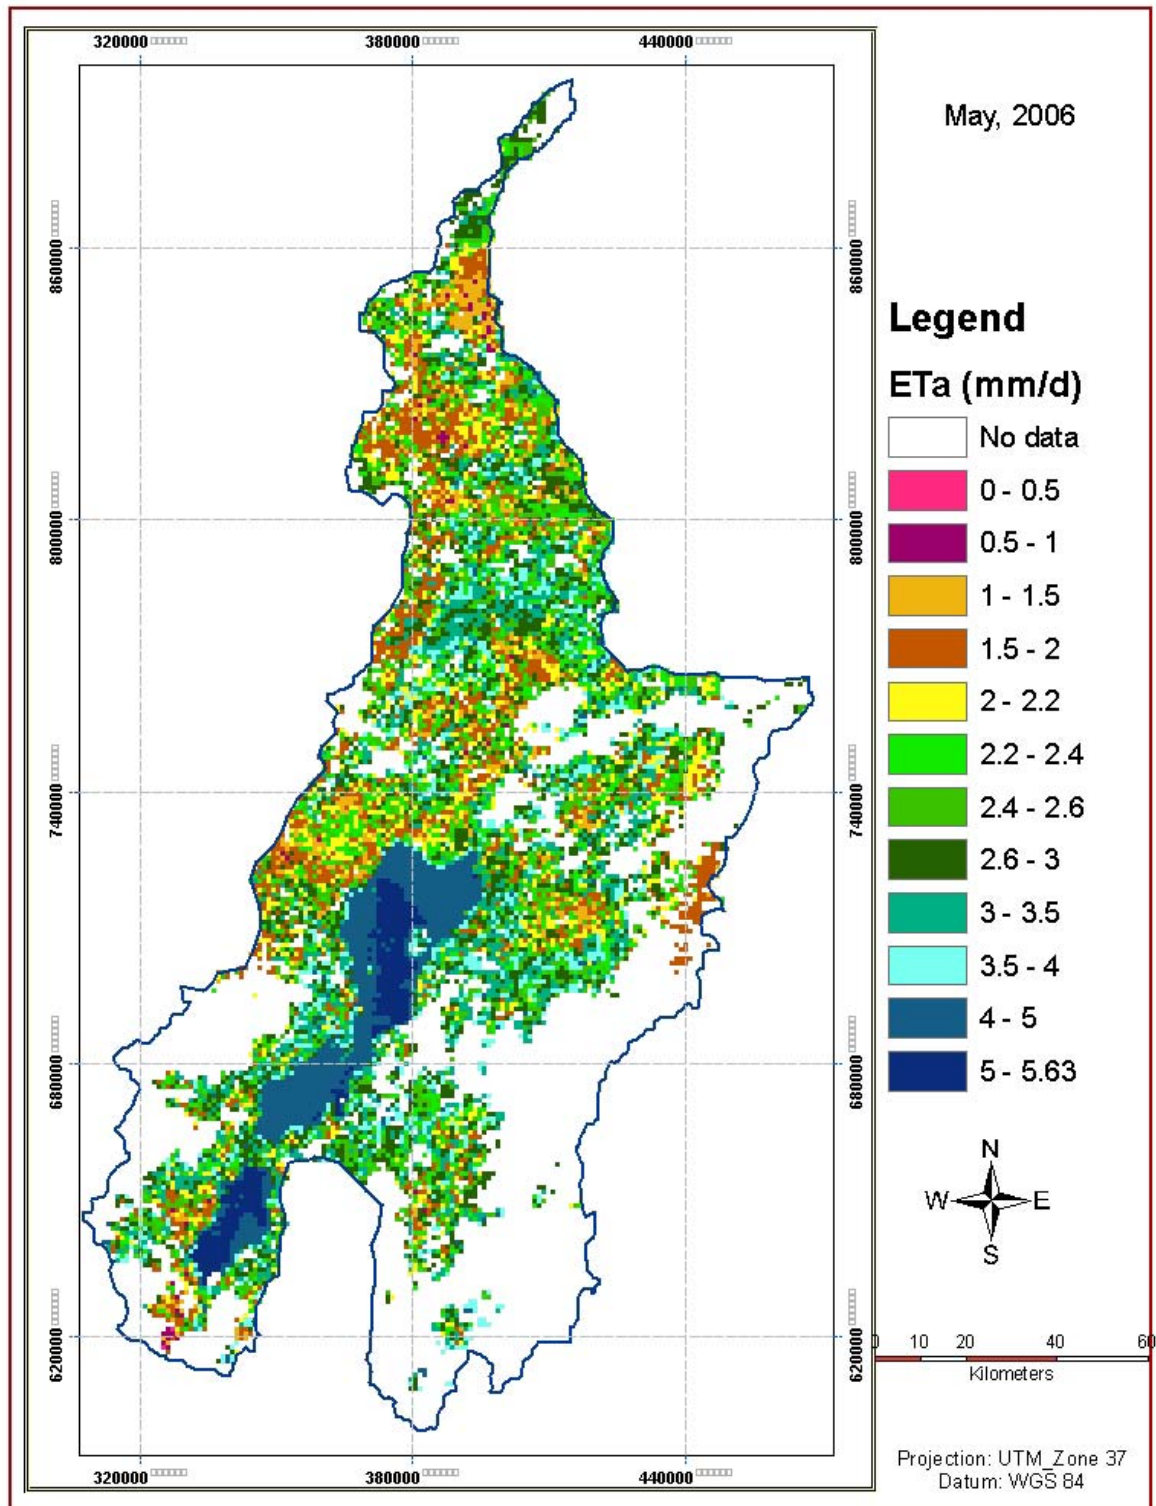 320000 380000 440000
May, 2006
860000 860000
800000 800000
740000 740000
680000 680000
620000 620000
Legend
ETa (mm/d)
No data
0 - 0.5
0.5 - 1
1 - 1.5
1.5 - 2
2 - 2.2
2.2 - 2.4
2.4 - 2.6
2.6 - 3
3 - 3.5
3.5 - 4
4 - 5
5 - 5.63
N
W E
S
0 10 20 40 60
Kilometers
320000 380000 440000
Projection: UTM_Zone 37
Datum: WGS 84